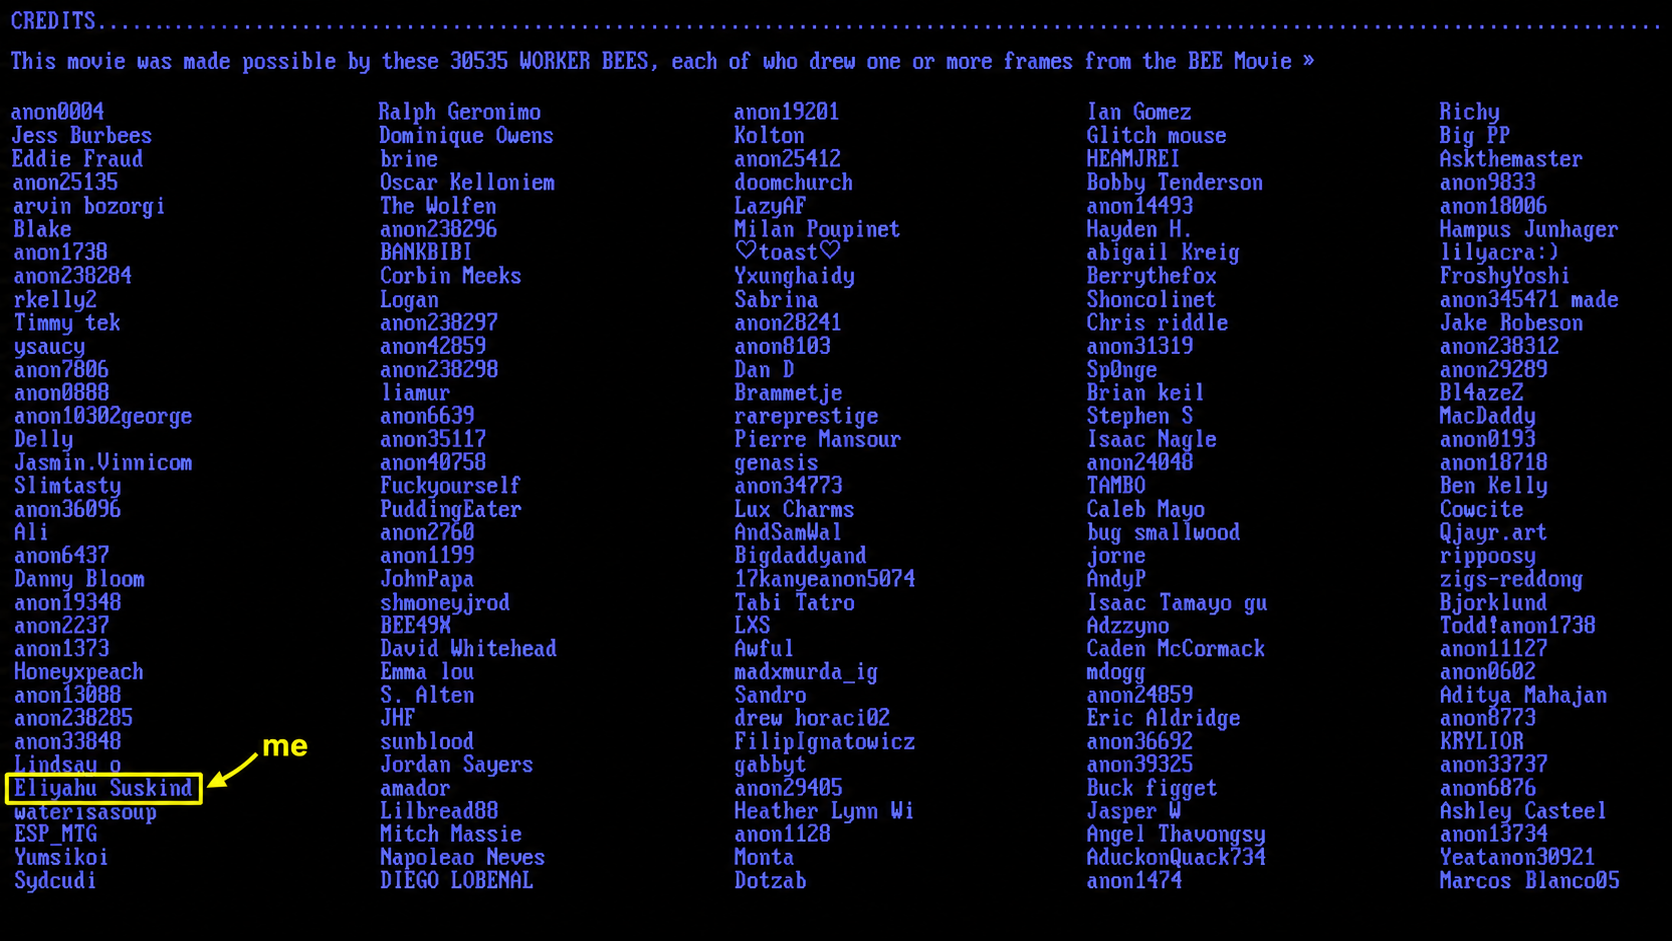 CREDITS........................................................................................................................
This movie was made possible by these 30535 WORKER BEES, each of who drew one or more frames from the BEE Movie »
anon0004
Jess Burbees
Eddie Fraud
anon25135
arvin bozorgi
Blake
anon1738
anon238284
rkelly2
Timmy tek
ysaucy
anon7806
anon0888
anon10302george
Delly
Jasmin.Vinnicom
Slimtasty
anon36096
Ali
anon6437
Danny Bloom
anon19348
anon2237
anon1373
Honeyxpeach
anon13088
anon238285
anon33848
Lindsay o
Eliyahu Suskind
me
waterisasoup
ESP_MTG
Yumsikoi
Sydcudi
Ralph Geronimo
Dominique Owens
brine
Oscar Kelloniem
The Wolfen
anon238296
BANKBIBI
Corbin Meeks
Logan
anon238297
anon42859
anon238298
liamur
anon6639
anon35117
anon40758
Fuckyourself
PuddingEater
anon2760
anon1199
JohnPapa
shmoneyjrod
BEE49X
David Whitehead
Emma lou
S. Alten
JHF
sunblood
Jordan Sayers
amador
Lilbread88
Mitch Massie
Napoleao Neves
DIEGO LOBENAL
anon19201
Kolton
anon25412
doomchurch
LazyAF
Milan Poupinet
♡toast♡
Yxunghaidy
Sabrina
anon28241
anon8103
Dan D
Brammetje
rareprestige
Pierre Mansour
genasis
anon34773
Lux Charms
AndSamWal
Bigdaddyand
17kanyeanon5074
Tabi Tatro
LXS
Awful
madxmurda_ig
Sandro
drew horaci02
FilipIgnatowicz
gabbyt
anon29405
Heather Lynn Wi
anon1128
Monta
Dotzab
Ian Gomez
Glitch mouse
HEAMJREI
Bobby Tenderson
anon14493
Hayden H.
abigail Kreig
Berrythefox
Shoncolinet
Chris riddle
anon31319
Sp0nge
Brian keil
Stephen S
Isaac Nagle
anon24048
TAMBO
Caleb Mayo
bug smallwood
jorne
AndyP
Isaac Tamayo gu
Adzzyno
Caden McCormack
mdogg
anon24859
Eric Aldridge
anon36692
anon39325
Buck figget
Jasper W
Angel Thavongsy
AduckonQuack734
anon1474
Richy
Big PP
Askthemaster
anon9833
anon18006
Hampus Junhager
lilyacra:)
FroshyYoshi
anon345471 made
Jake Robeson
anon238312
anon29289
Bl4azeZ
MacDaddy
anon0193
anon18718
Ben Kelly
Cowcite
Qjayr.art
rippoosy
zigs-reddong
Bjorklund
Todd!anon1738
anon11127
anon0602
Aditya Mahajan
anon8773
KRYLIOR
anon33737
anon6876
Ashley Casteel
anon13734
Yeatanon30921
Marcos Blanco05